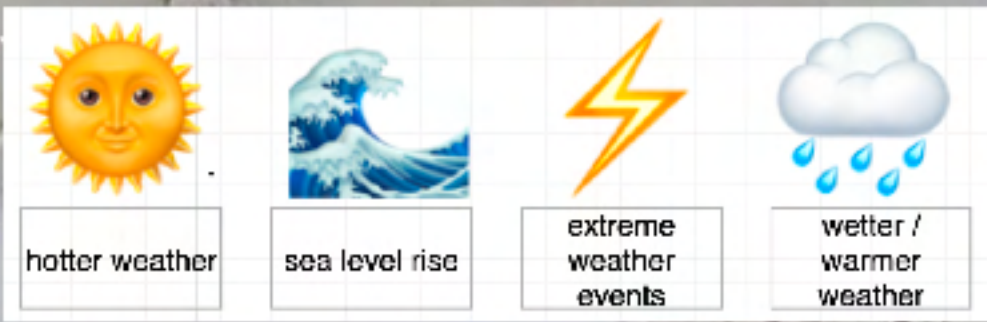 hotter weather
sea level rise
extreme
weather
events
wetter /
warmer
weather